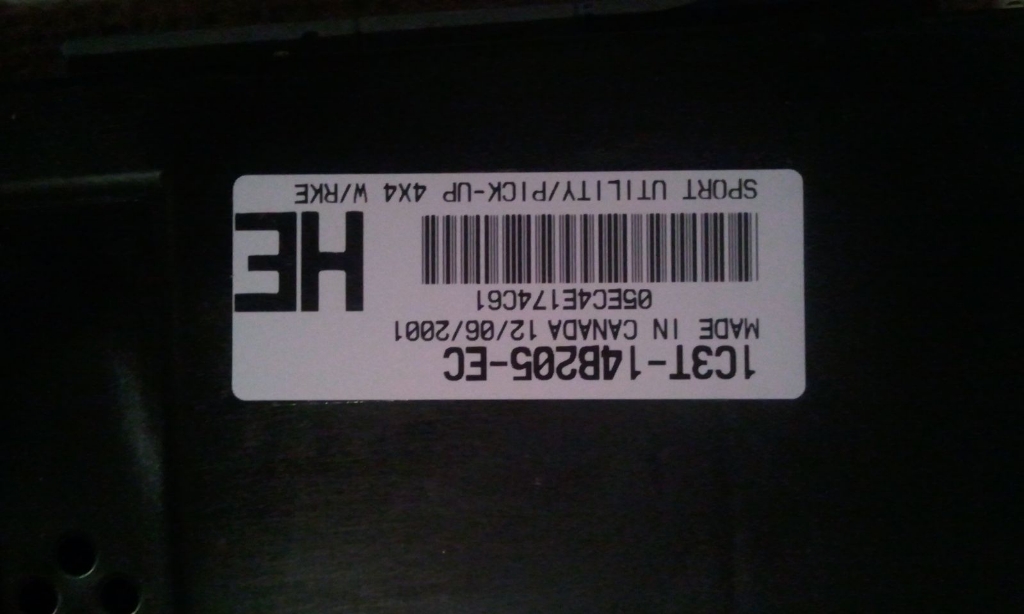 1C3T-14B205-EC
MADE IN CANADA 12/06/2001
05EC4E174C61
HE
SPORT UTILITY/PICK-UP 4X4 W/RKE